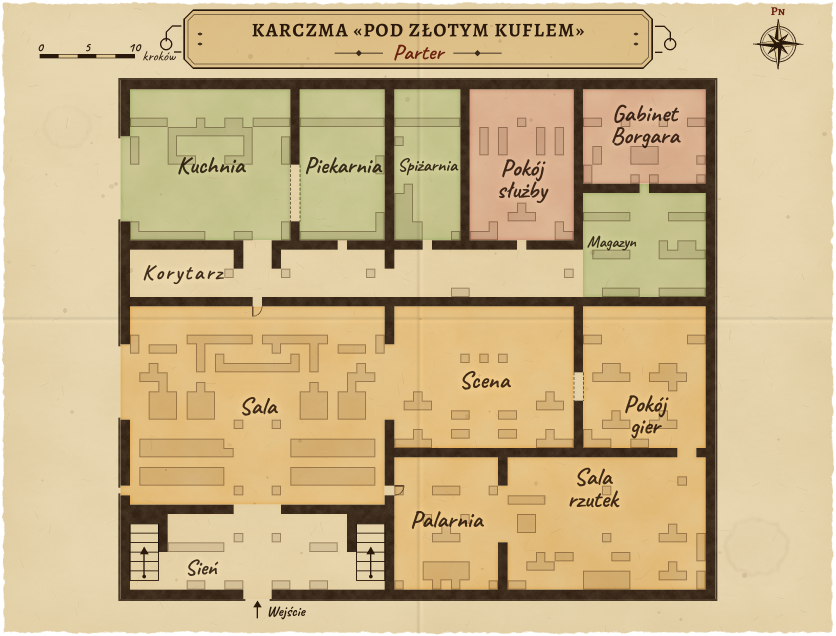 KARCZMA «POD ZŁOTYM KUFLEM»
Parter
0 5 10
kroków
Pn
Kuchnia
Piekarnia
Spiżarnia
Pokój
służby
Gabinet
Borgara
Magazyn
Korytarz
Sala
Scena
Pokój
gier
Palarnia
Sala
rzutek
Sień
Wejście